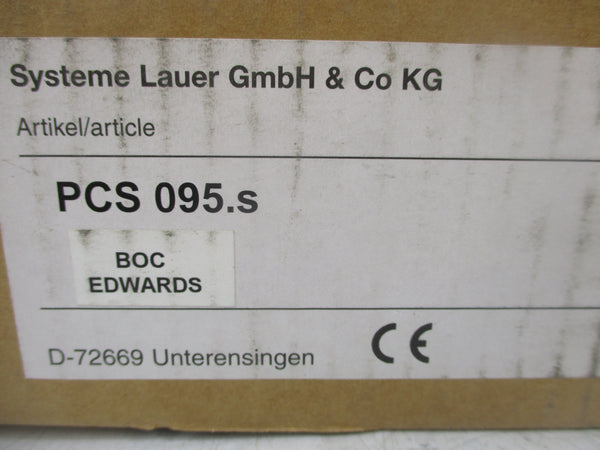 Systeme Lauer GmbH & Co KG
Artikel/article
PCS 095.s
BOC
EDWARDS
D-72669 Unterensingen CE